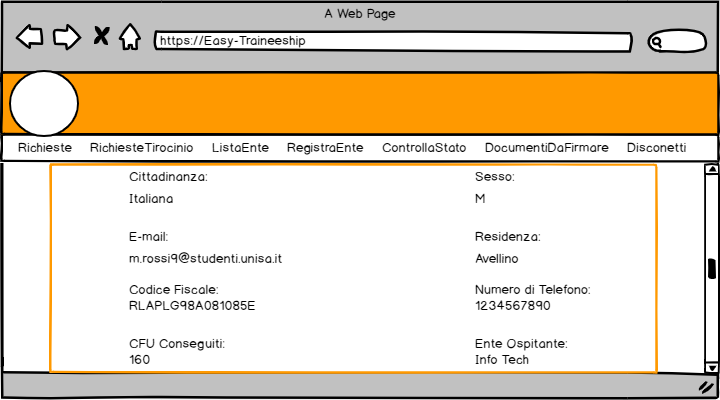 A Web Page
https://Easy-Traineeship
Richieste RichiesteTirocinio ListaEnte RegistraEnte ControllaStato DocumentiDaFirmare Disconetti
Cittadinanza: Sesso:
Italiana M
E-mail: Residenza:
m.rossi9@studenti.unisa.it Avellino
Codice Fiscale: Numero di Telefono:
RLAPLG98A081085E 1234567890
CFU Conseguiti: Ente Ospitante:
160 Info Tech